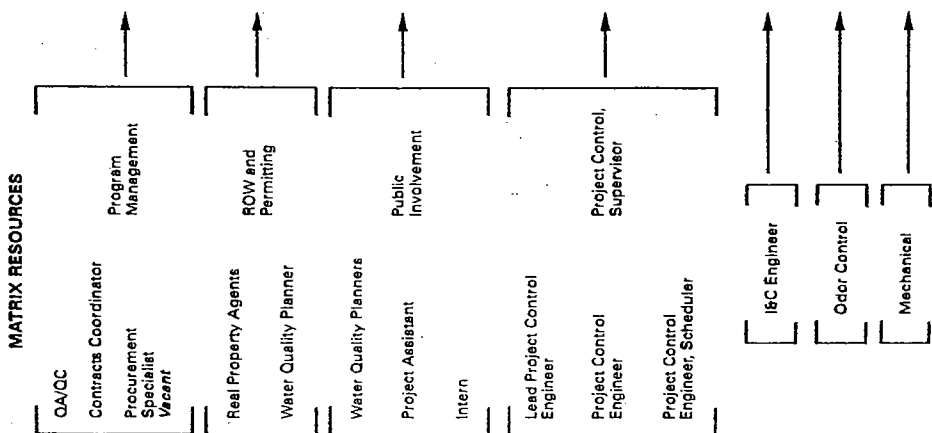 MATRIX RESOURCES
QA/QC
Contracts Coordinator
Procurement
Specialist
Vacant
Program
Management
Real Property Agents
Water Quality Planner
ROW and
Permitting
Water Quality Planners
Project Assistant
Intern
Public
Involvement
Lead Project Control
Engineer
Project Control
Engineer
Project Control
Engineer, Scheduler
Project Control,
Supervisor
I&C Engineer
Odor Control
Mechanical